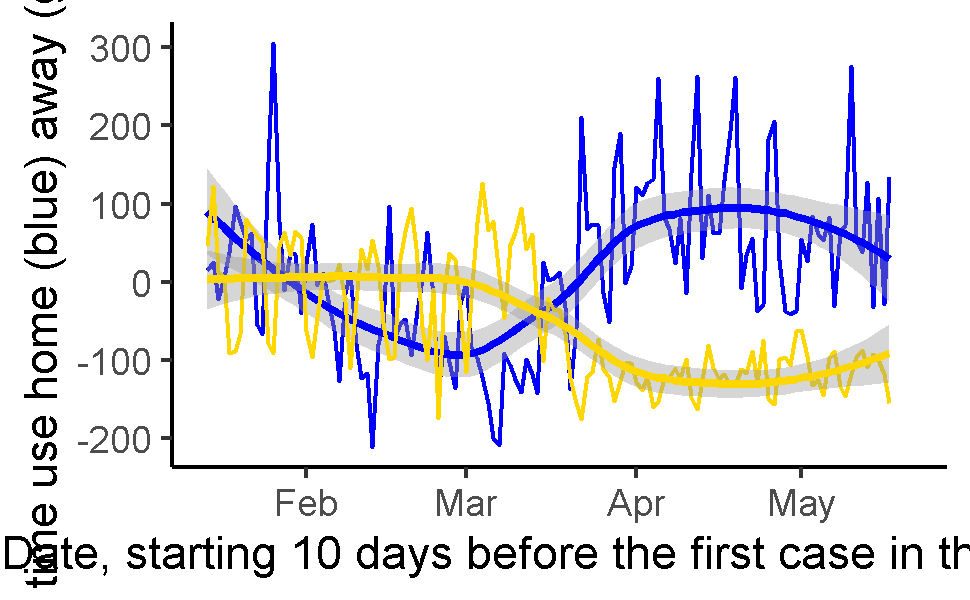 time use home (blue) away (
300
200
100
0
-100
-200
Feb Mar Apr May
Date, starting 10 days before the first case in th